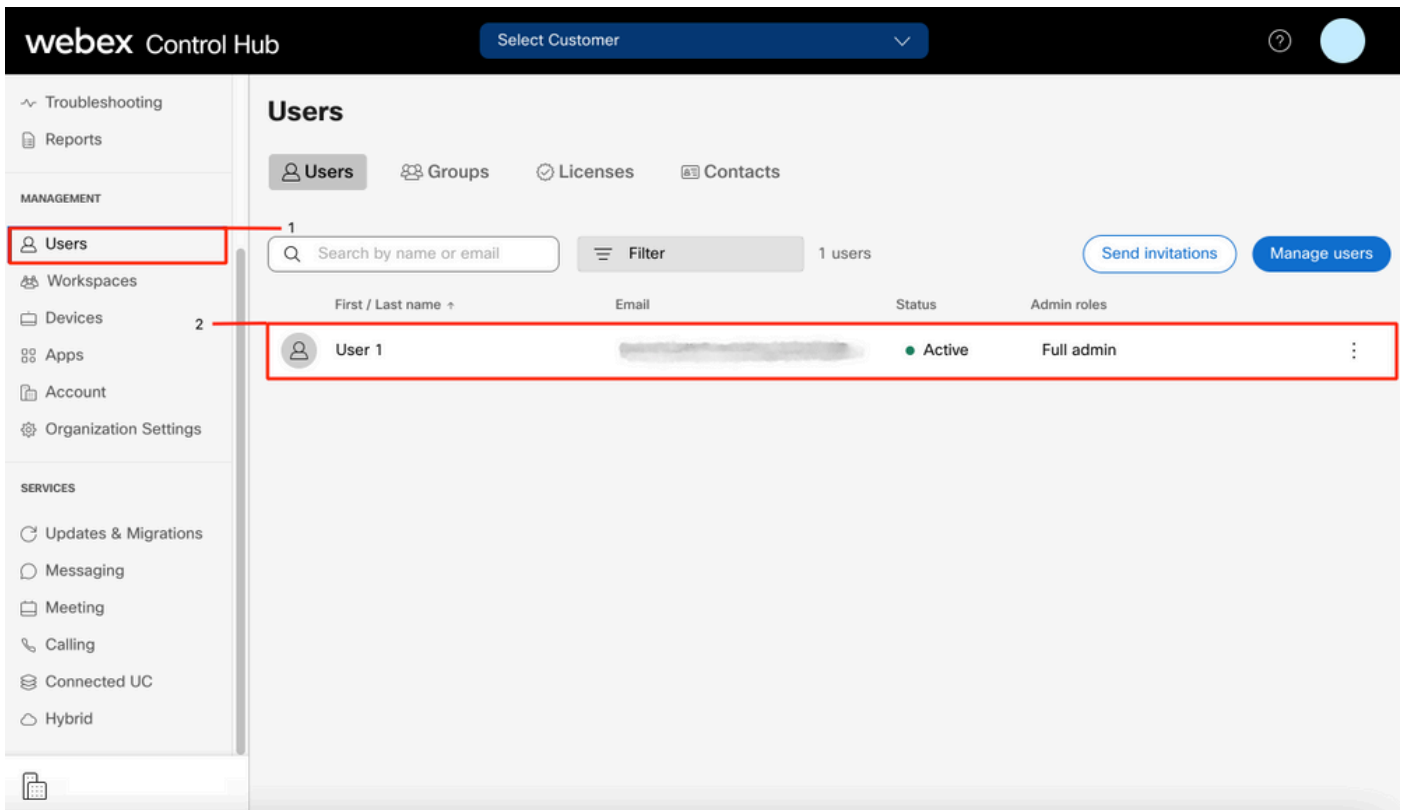 webex Control Hub
Select Customer
Troubleshooting
Reports
MANAGEMENT
Users
Workspaces
Devices
Apps
Account
Organization Settings
SERVICES
Updates & Migrations
Messaging
Meeting
Calling
Connected UC
Hybrid
1
2
Users
Users Groups Licenses Contacts
Search by name or email Filter 1 users Send invitations Manage users
First / Last name ↑ Email Status Admin roles
User 1 Active Full admin